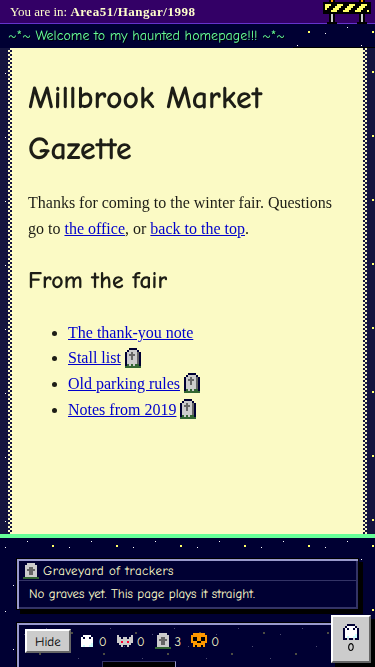 You are in: Area51/Hangar/1998
~*~ Welcome to my haunted homepage!!! ~*~
Millbrook Market
Gazette
Thanks for coming to the winter fair. Questions
go to the office, or back to the top.
From the fair
The thank-you note
Stall list
Old parking rules
Notes from 2019
Graveyard of trackers
No graves yet. This page plays it straight.
Hide 0 0 3 0
0